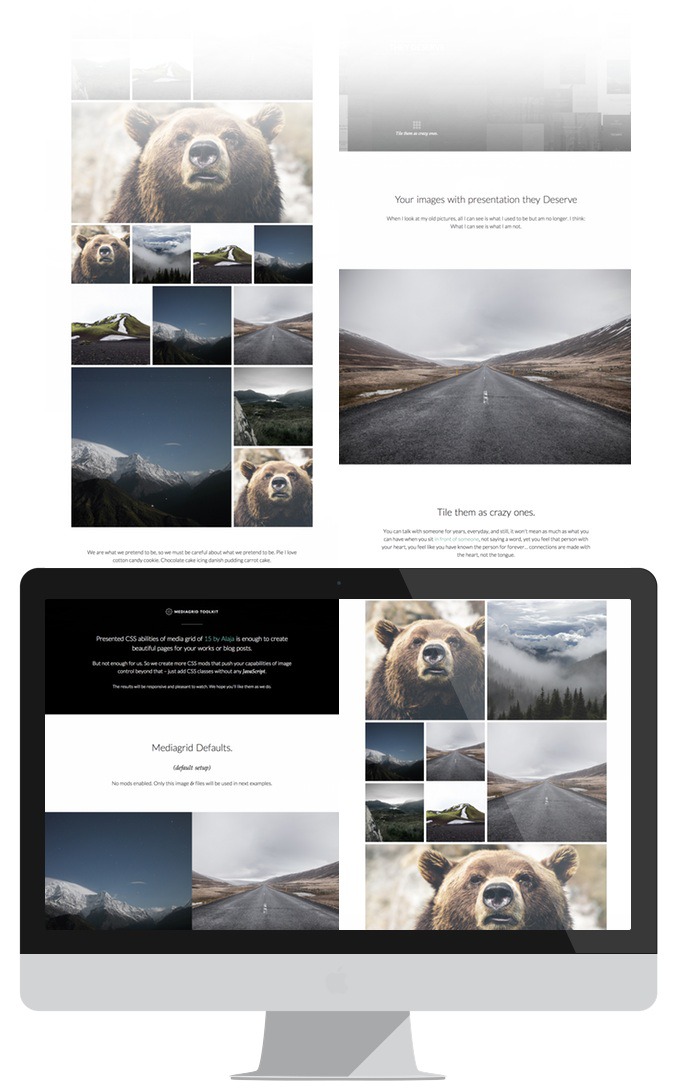 Tile them as crazy ones.
Your images with presentation they Deserve
When I look at my old pictures, all I can see is what I used to be but am no longer. I think:
What I can see is what I am not.
Tile them as crazy ones.
You can talk with someone for years, everyday, and still, it won't mean as much as what you
can have when you sit in front of someone, not saying a word, yet you feel that person with
your heart, you feel like you have known the person for forever... connections are made with
the heart, not the tongue.
We are what we pretend to be, so we must be careful about what we pretend to be. Pie I love
cotton candy cookie. Chocolate cake icing danish pudding carrot cake.
MEDIAGRID TOOLKIT
Presented CSS abilities of media grid of 15 by Alaja is enough to create
beautiful pages for your works or blog posts.
But not enough for us. So we create more CSS mods that push your capabilities of image
control beyond that – just add CSS classes without any JavaScript.
The results will be responsive and pleasant to watch. We hope you'll like them as we do.
Mediagrid Defaults.
(default setup)
No mods enabled. Only this image & files will be used in next examples.